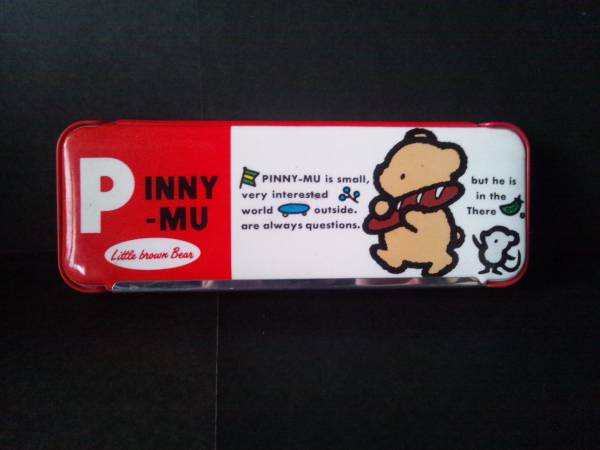 PINNY
-MU
Little brown Bear
PINNY-MU is small, but he is
very interested in the
world outside. There
are always questions.